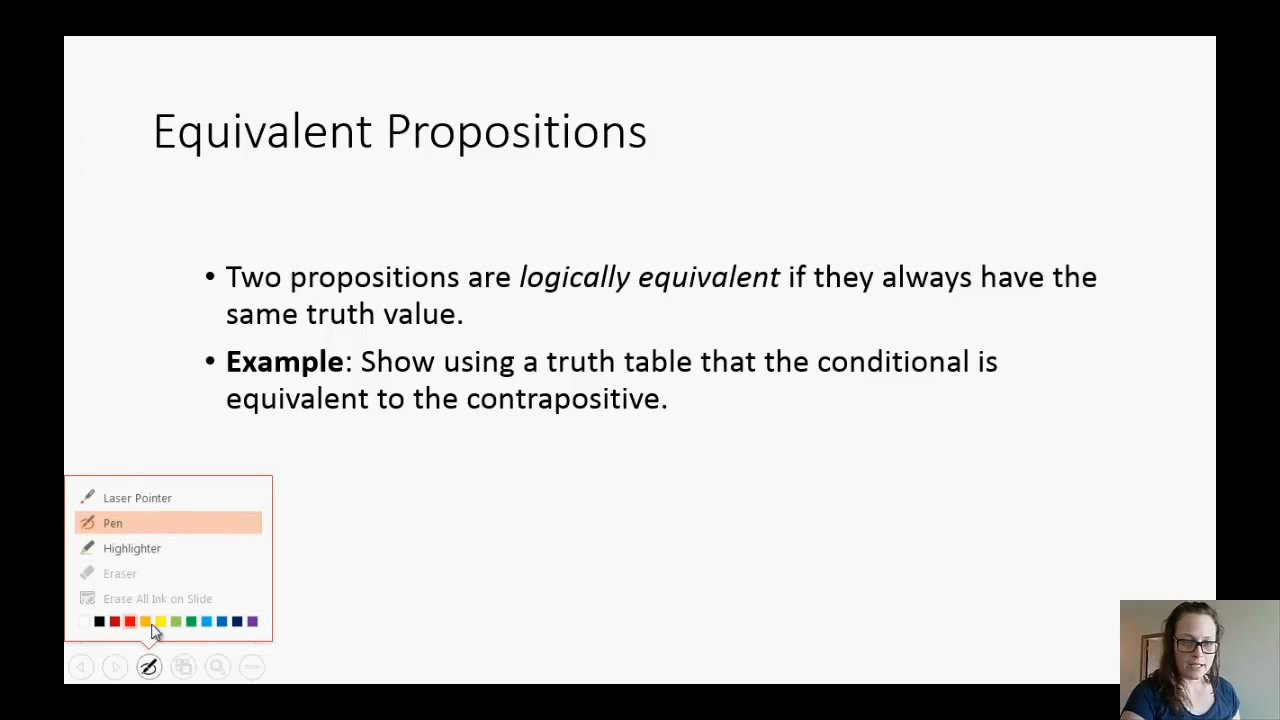 Equivalent Propositions
• Two propositions are logically equivalent if they always have the
same truth value.
• Example: Show using a truth table that the conditional is
equivalent to the contrapositive.
Laser Pointer
Pen
Highlighter
Eraser
Erase All Ink on Slide